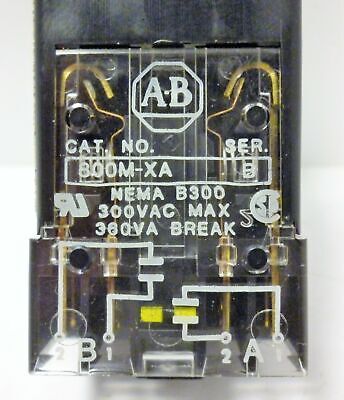 A-B
CAT. NO. SER.
800M-XA B
NEMA B300
300VAC MAX
360VA BREAK
2 B 1 2 A 1